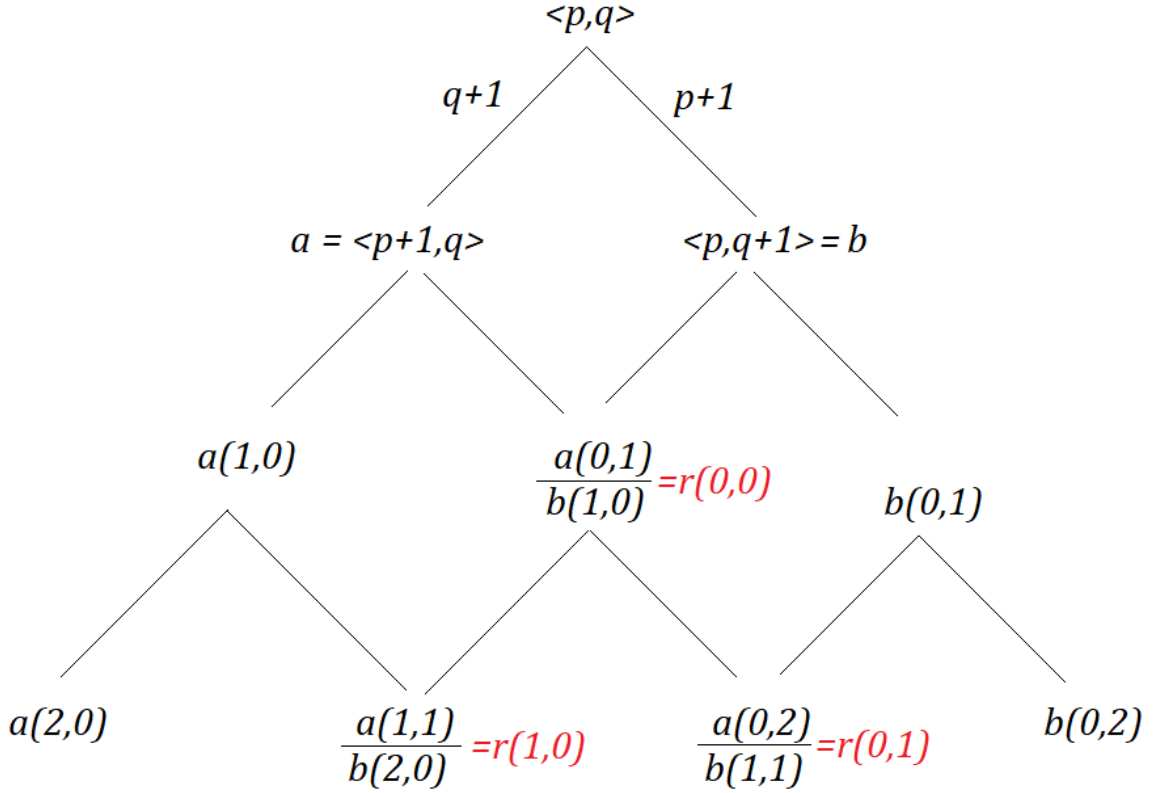 <p,q>
q+1 p+1
a = <p+1,q> <p,q+1> = b
a(1,0) a(0,1) =r(0,0)
b(1,0) b(0,1)
a(2,0) a(1,1) =r(1,0) a(0,2) =r(0,1) b(0,2)
b(2,0) b(1,1)